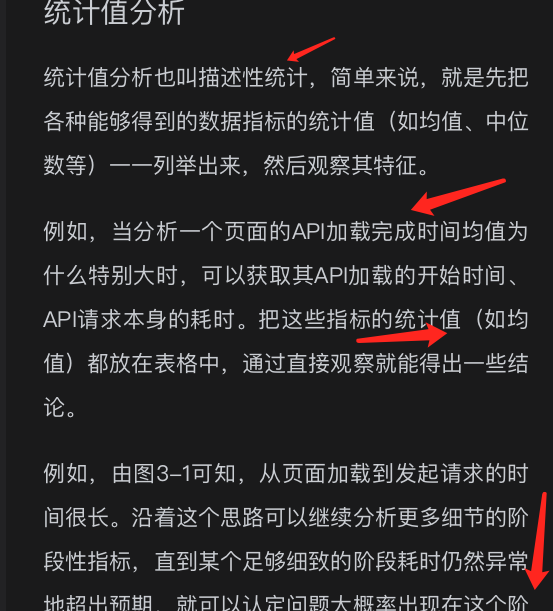 统计值分析
统计值分析也叫描述性统计，简单来说，就是先把
各种能够得到的数据指标的统计值（如均值、中位
数等）一一列举出来，然后观察其特征。
例如，当分析一个页面的API加载完成时间均值为
什么特别大时，可以获取其API加载的开始时间、
API请求本身的耗时。把这些指标的统计值（如均
值）都放在表格中，通过直接观察就能得出一些结
论。
例如，由图3-1可知，从页面加载到发起请求的时
间很长。沿着这个思路可以继续分析更多细节的阶
段性指标，直到某个足够细致的阶段耗时仍然异常
地超出预期，就可以认定问题大概率出现在这个阶